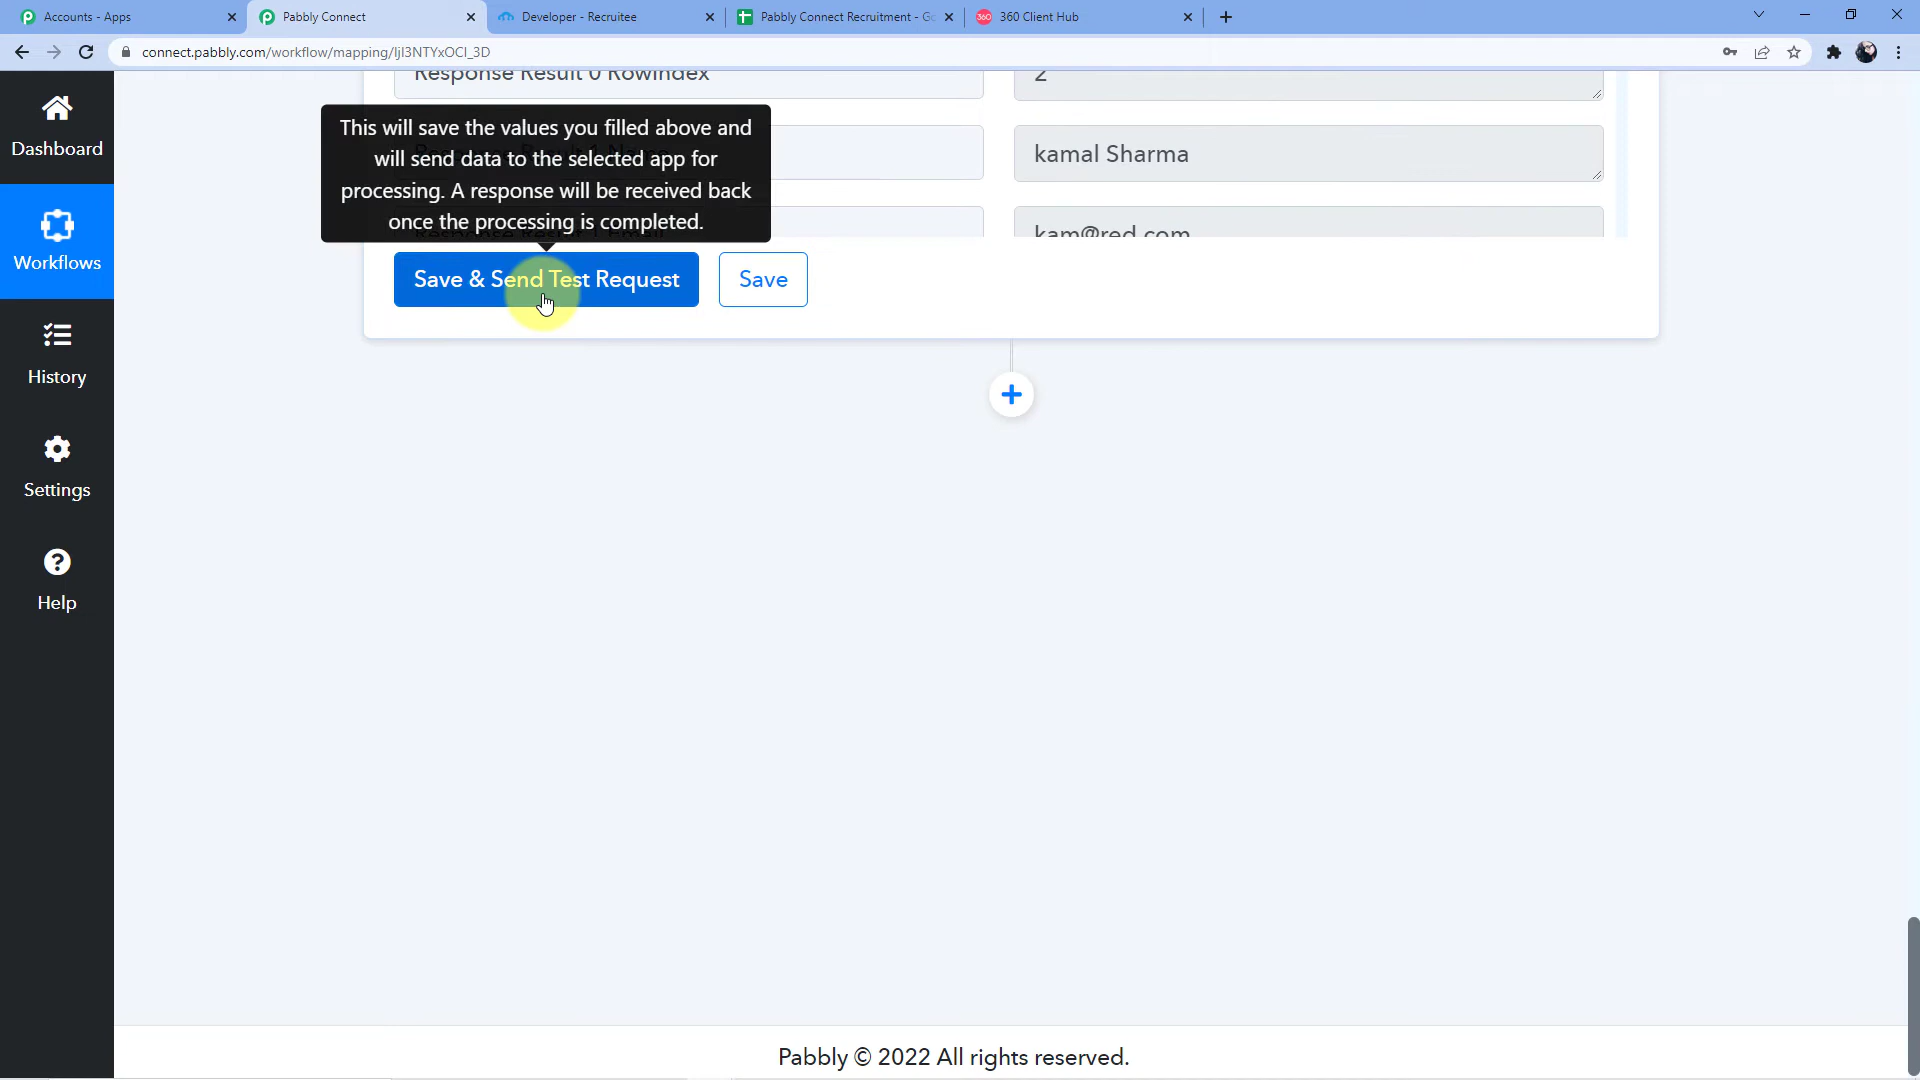 Accounts - Apps
Pabbly Connect
Developer - Recruitee
Pabbly Connect Recruitment - Go
360 Client Hub
connect.pabbly.com/workflow/mapping/IjI3NTYxOCI_3D
Dashboard
Workflows
History
Settings
Help
Response Result 0 RowIndex
2
This will save the values you filled above and
will send data to the selected app for
processing. A response will be received back
once the processing is completed.
kamal Sharma
kam@red.com
Save & Send Test Request
Save
Pabbly © 2022 All rights reserved.